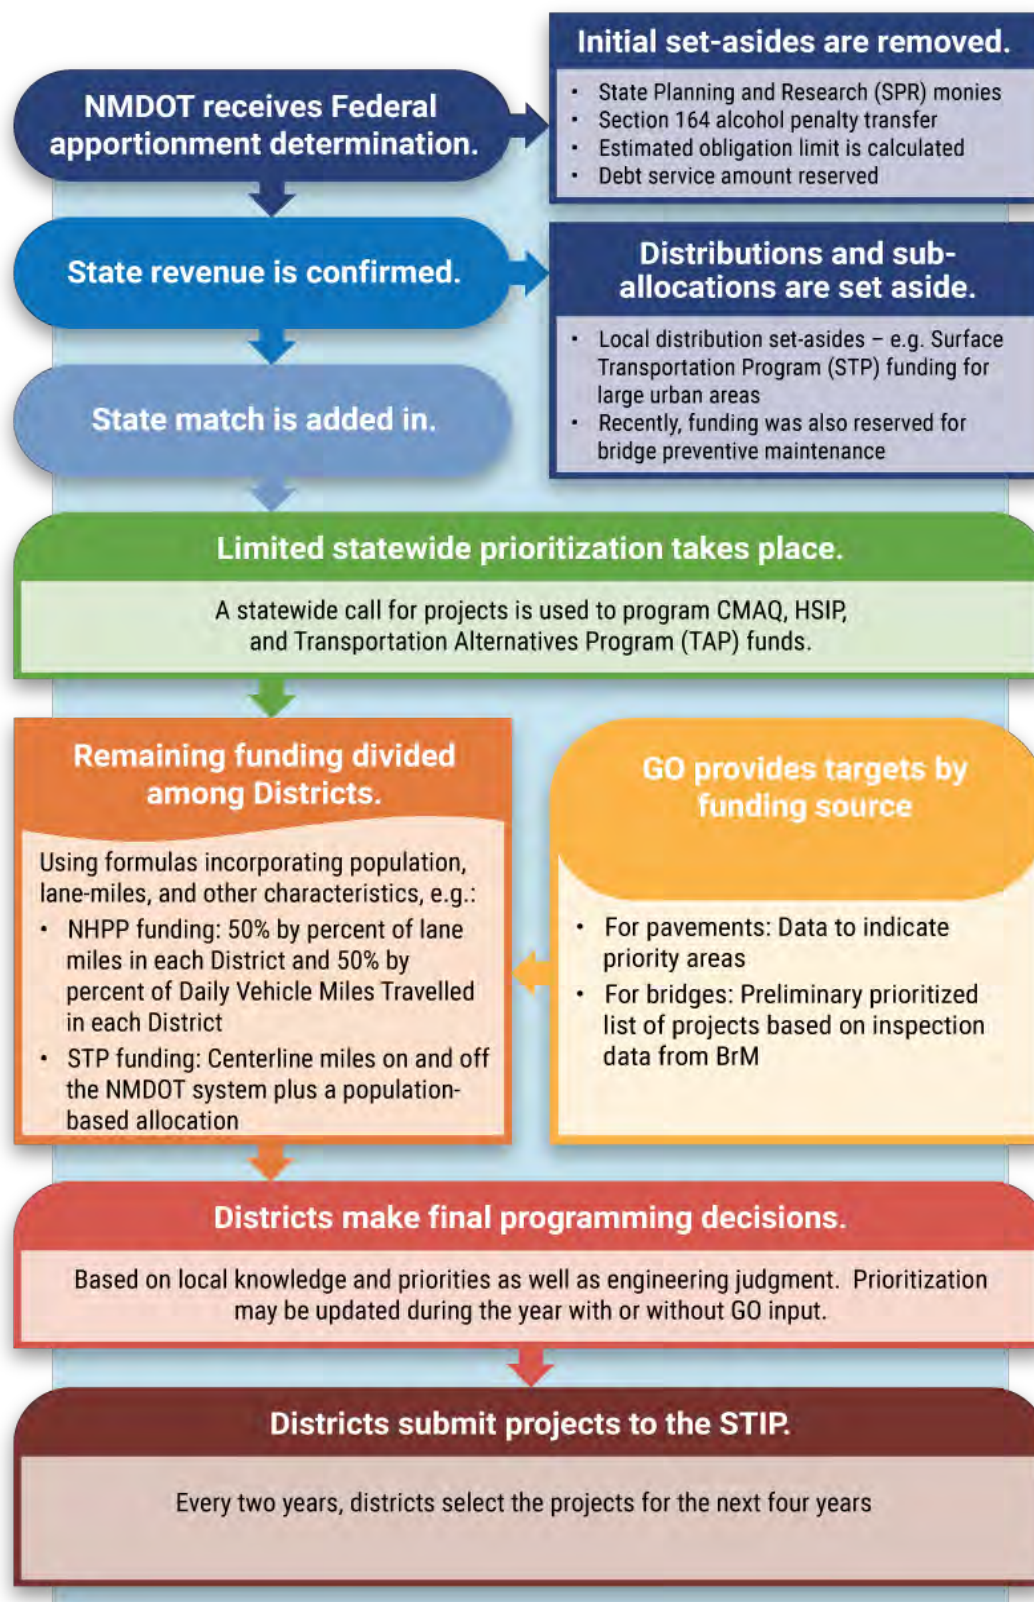 NMDOT receives Federal
apportionment determination.
Initial set-asides are removed.
• State Planning and Research (SPR) monies
• Section 164 alcohol penalty transfer
• Estimated obligation limit is calculated
• Debt service amount reserved
State revenue is confirmed.
Distributions and sub-
allocations are set aside.
• Local distribution set-asides – e.g. Surface
Transportation Program (STP) funding for
large urban areas
• Recently, funding was also reserved for
bridge preventive maintenance
State match is added in.
Limited statewide prioritization takes place.
A statewide call for projects is used to program CMAQ, HSIP,
and Transportation Alternatives Program (TAP) funds.
Remaining funding divided
among Districts.
Using formulas incorporating population,
lane-miles, and other characteristics, e.g.:
• NHPP funding: 50% by percent of lane
miles in each District and 50% by
percent of Daily Vehicle Miles Travelled
in each District
• STP funding: Centerline miles on and off
the NMDOT system plus a population-
based allocation
GO provides targets by
funding source
• For pavements: Data to indicate
priority areas
• For bridges: Preliminary prioritized
list of projects based on inspection
data from BrM
Districts make final programming decisions.
Based on local knowledge and priorities as well as engineering judgment. Prioritization
may be updated during the year with or without GO input.
Districts submit projects to the STIP.
Every two years, districts select the projects for the next four years